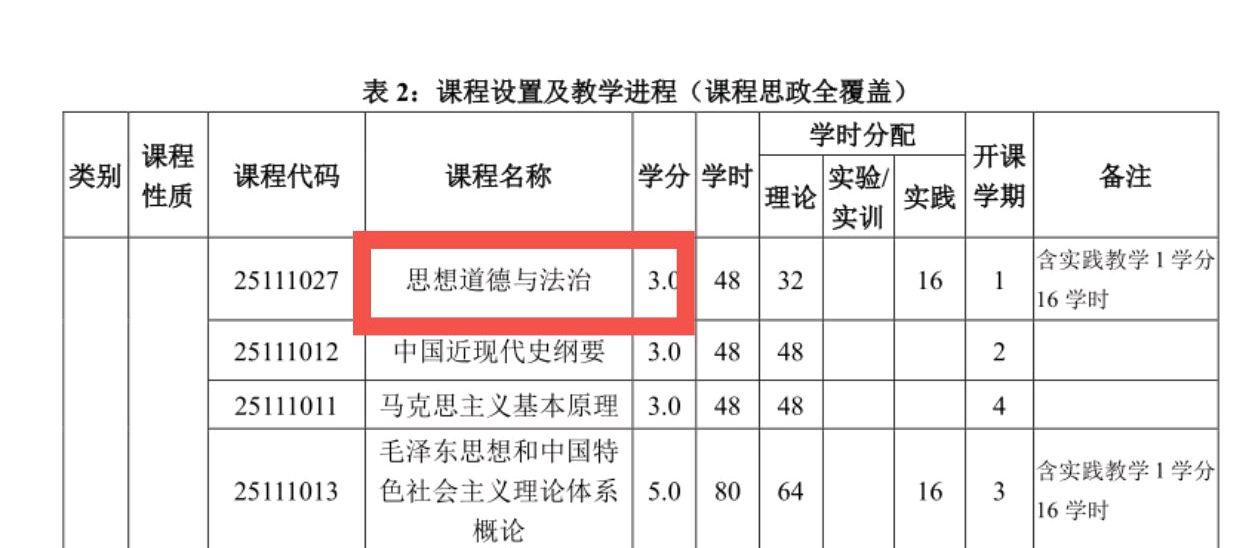 表 2：课程设置及教学进程（课程思政全覆盖）
类别 课程性质 课程代码 课程名称 学分 学时 学时分配 开课学期 备注
理论 实验/实训 实践
25111027 思想道德与法治 3.0 48 32 16 1 含实践教学 1 学分
16 学时
25111012 中国近现代史纲要 3.0 48 48 2
25111011 马克思主义基本原理 3.0 48 48 4
毛泽东思想和中国特
25111013 色社会主义理论体系 5.0 80 64 16 3 含实践教学 1 学分
概论 16 学时